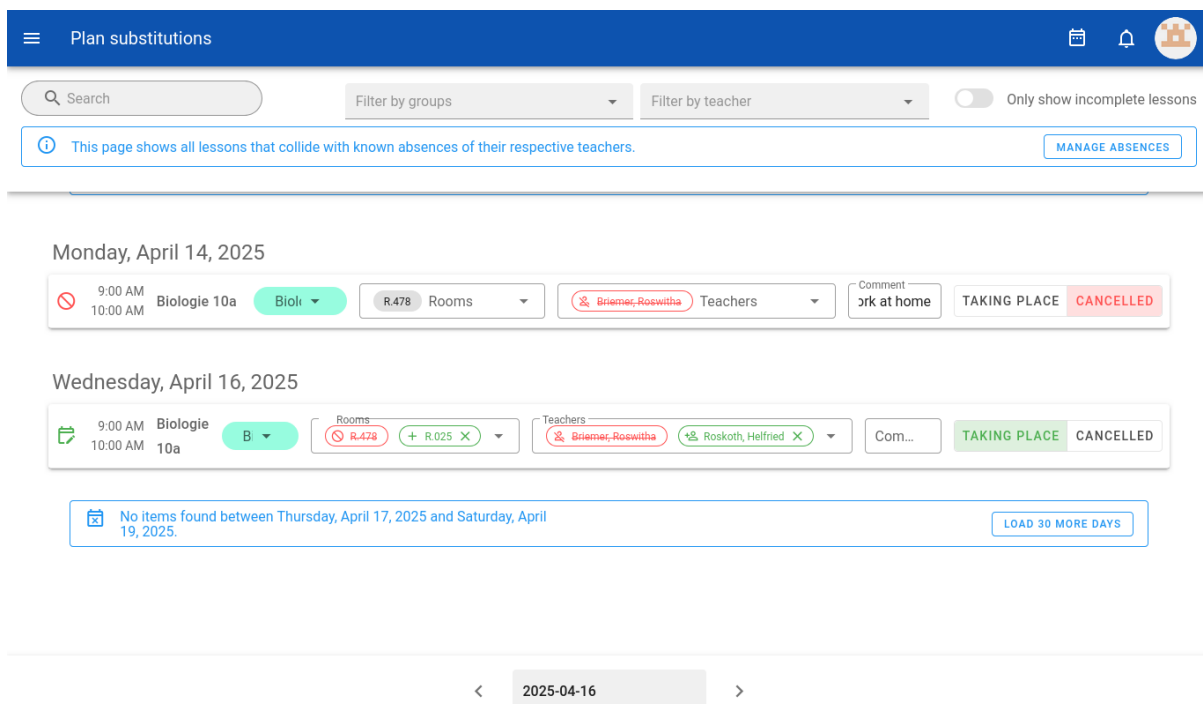 Plan substitutions
Search
Filter by groups
Filter by teacher
Only show incomplete lessons
This page shows all lessons that collide with known absences of their respective teachers.
MANAGE ABSENCES
Monday, April 14, 2025
9:00 AM
10:00 AM
Biologie 10a
Biol
R.478
Rooms
Briemer, Roswitha
Teachers
Comment
ork at home
TAKING PLACE
CANCELLED
Wednesday, April 16, 2025
9:00 AM
10:00 AM
Biologie
10a
Bi
Rooms
R.478
R.025
Teachers
Briemer, Roswitha
Roskoth, Helfried
Com...
TAKING PLACE
CANCELLED
No items found between Thursday, April 17, 2025 and Saturday, April
19, 2025.
LOAD 30 MORE DAYS
2025-04-16